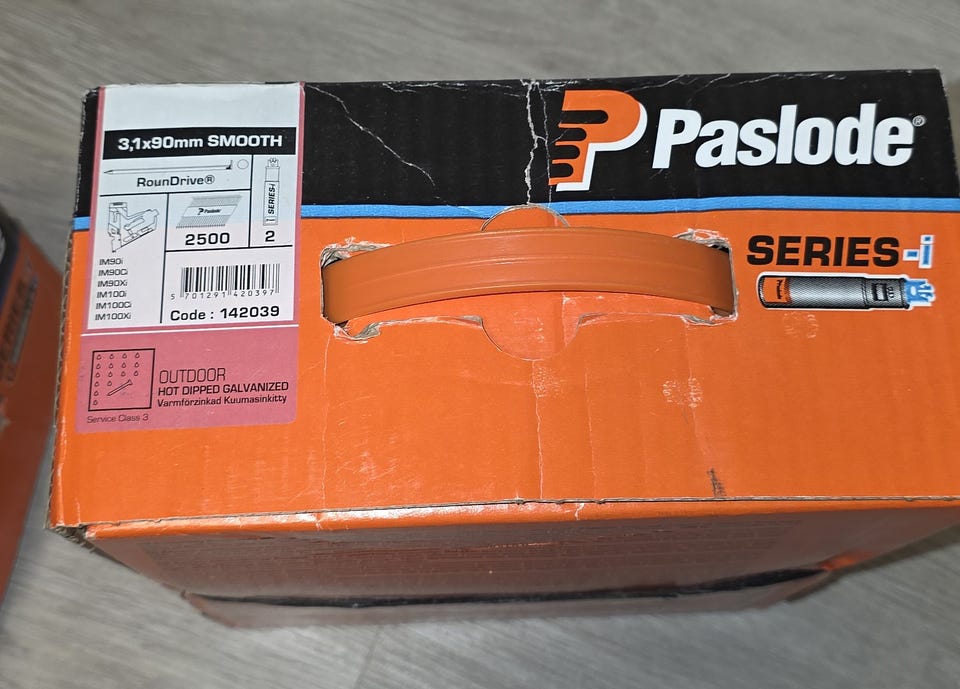 3,1x90mm SMOOTH
RounDrive®
SERIES-i
Paslode
2500
2
IM90i
IM90Ci
IM90Xi
IM100i
IM100Ci
IM100Xi
5 701291 420397
Code : 142039
OUTDOOR
HOT DIPPED GALVANIZED
Varmförzinkad Kuumasinkitty
Service Class 3
Paslode®
SERIES-i
Paslode